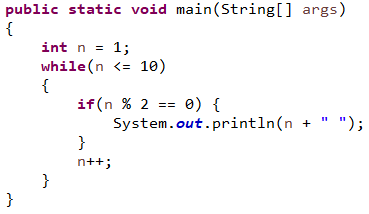 public static void main(String[] args)
{
    int n = 1;
    while(n <= 10)
    {
        if(n % 2 == 0) {
            System.out.println(n + " ");
        }
        n++;
    }
}